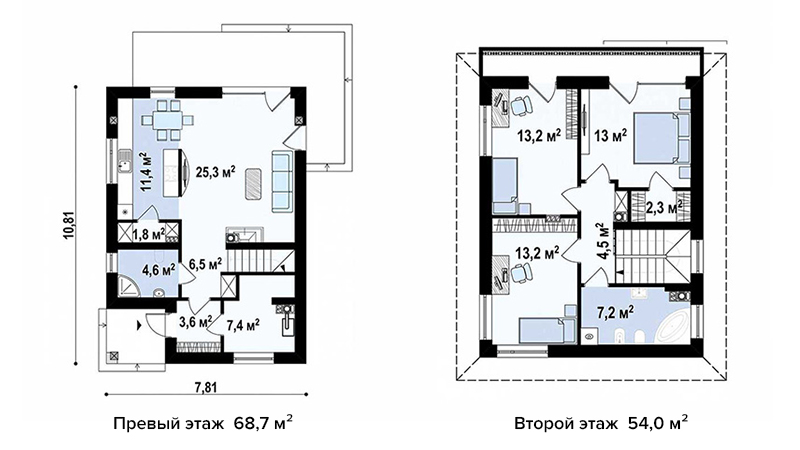 11,4 м²
25,3 м²
1,8 м²
4,6 м²
6,5 м²
3,6 м²
7,4 м²
10,81
7,81
Превый этаж 68,7 м²
13,2 м²
13 м²
2,3 м²
4,5 м²
13,2 м²
7,2 м²
Второй этаж 54,0 м²